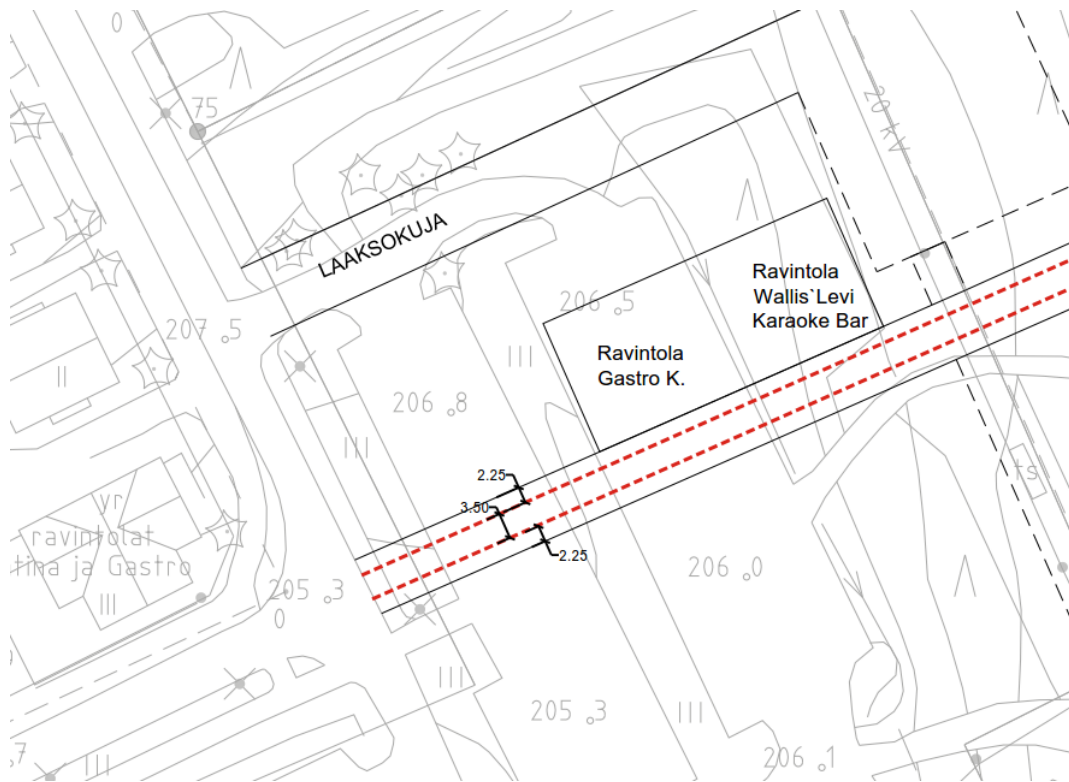 0
75
20 KV
LAAKSOKUJA
Ravintola
Wallis`Levi
Karaoke Bar
206.5
207.5
III
Ravintola
Gastro K.
II
206.8
III
2.25
3.50
2.25
yr
ravintolat
tina ja Gastro
III
ts
206.0
205.3
0
III
205.3
III
206.1
7
III